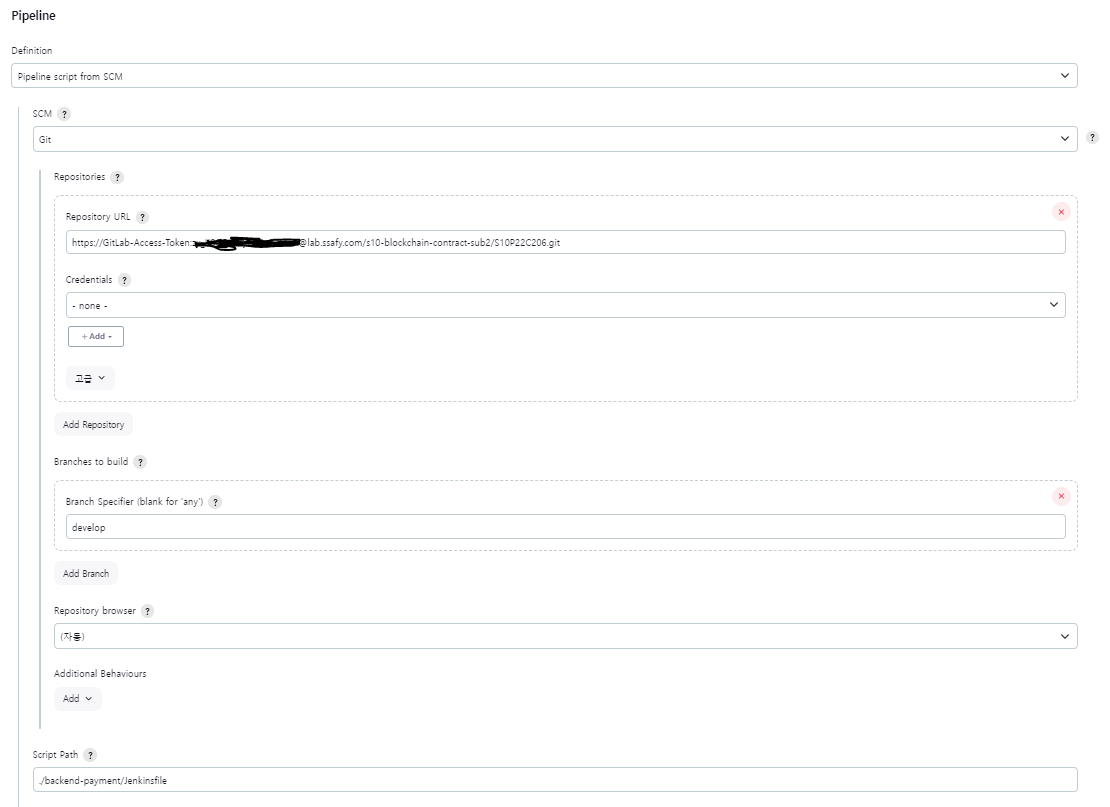 Pipeline
Definition
Pipeline script from SCM
SCM ?
Git
?
Repositories ?
Repository URL ?
https://GitLab-Access-Token: @lab.ssafy.com/s10-blockchain-contract-sub2/S10P22C206.git
Credentials ?
- none -
+ Add
고급
Add Repository
Branches to build ?
Branch Specifier (blank for 'any') ?
develop
Add Branch
Repository browser ?
(자동)
Additional Behaviours
Add
Script Path ?
./backend-payment/Jenkinsfile